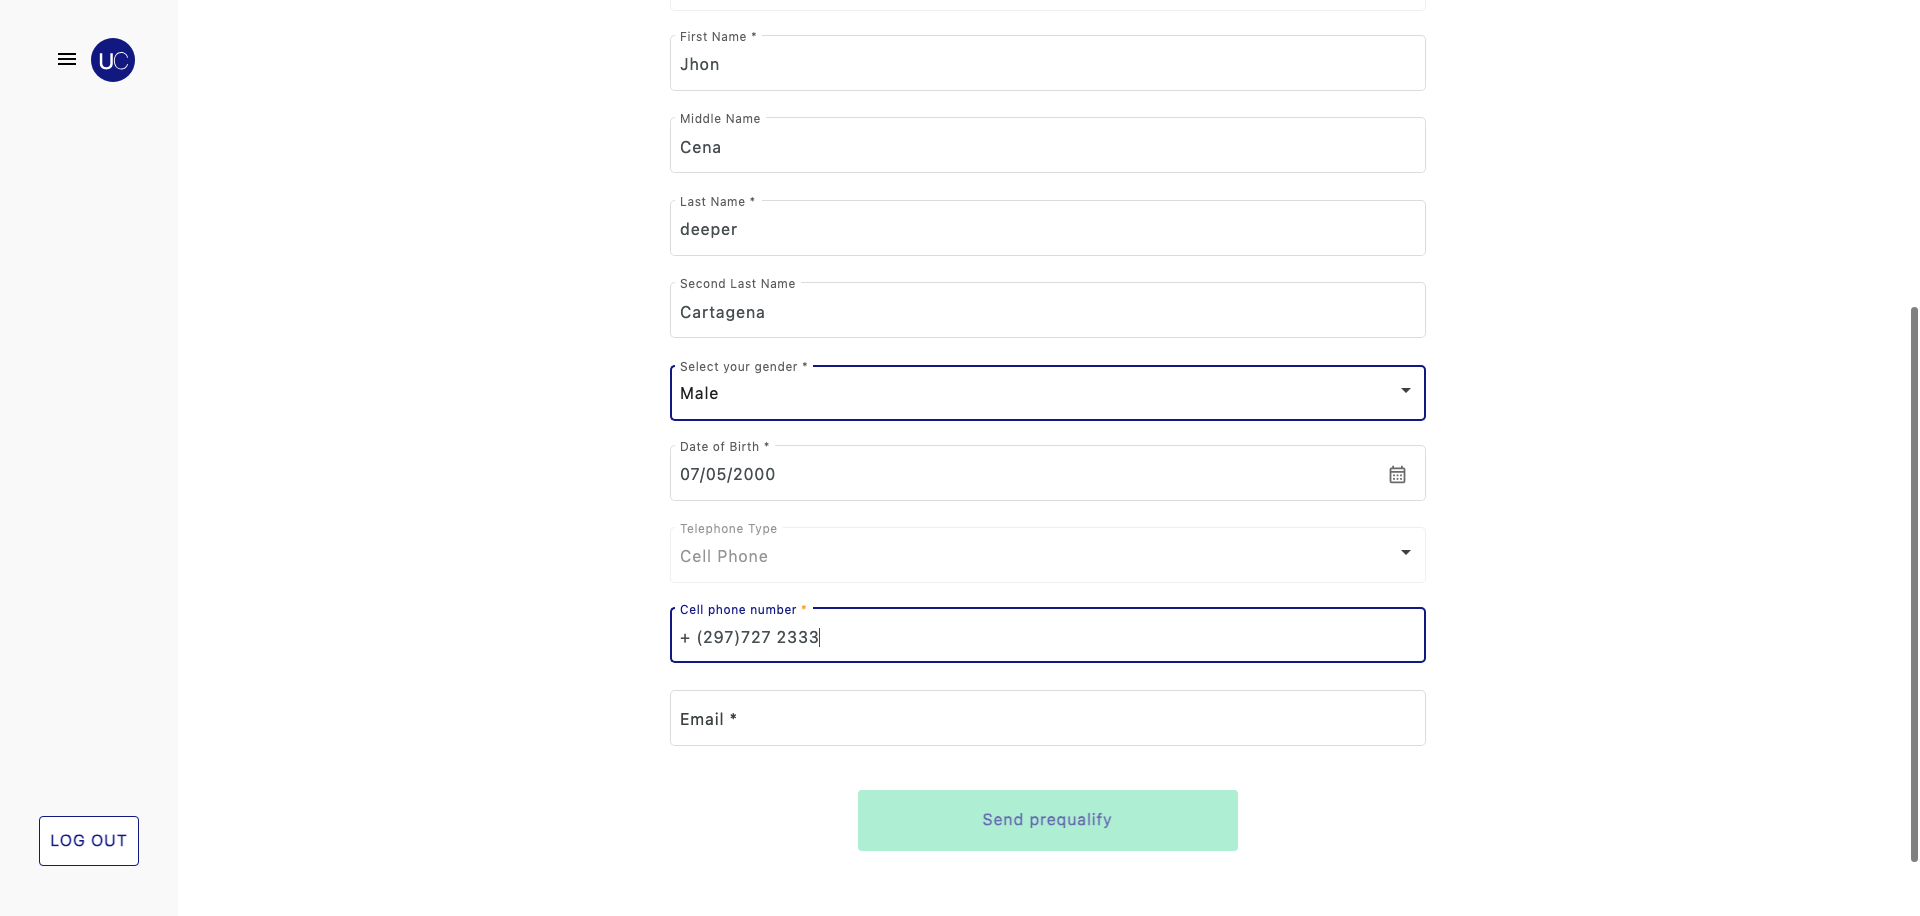 UC
First Name *
Jhon
Middle Name
Cena
Last Name *
deeper
Second Last Name
Cartagena
Select your gender *
Male
Date of Birth *
07/05/2000
Telephone Type
Cell Phone
Cell phone number *
+ (297)727 2333
Email *
Send prequalify
LOG OUT